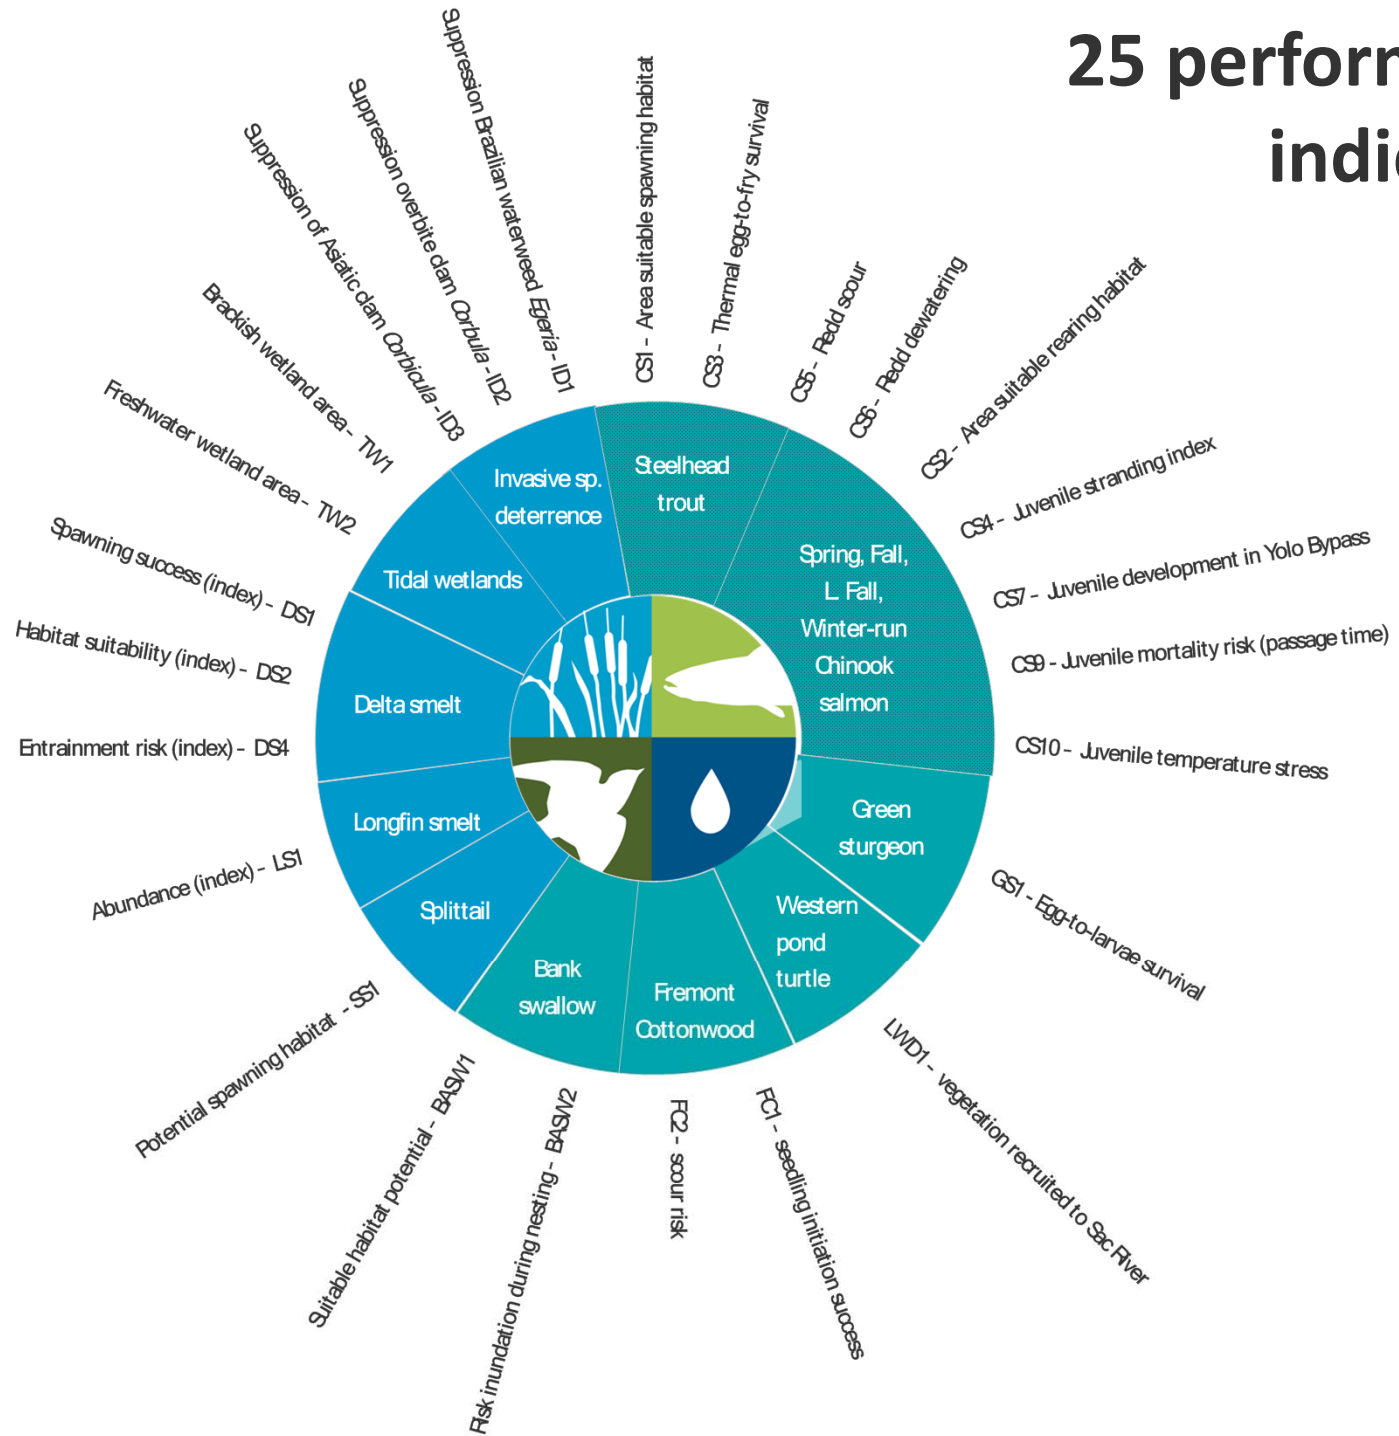 25 perform
indic
Suppression Brazilian waterweed Egeria - ID1
Suppression overbite clam Corbula - ID2
Suppression of Asiatic clam Corbicula - ID3
Brackish wetland area - TW1
Freshwater wetland area - TW2
Spawning success (index) - DS1
Habitat suitability (index) - DS2
Entrainment risk (index) - DS4
Abundance (index) - LS1
Potential spawning habitat - SS1
Suitable habitat potential - BASW1
Risk inundation during nesting - BASW2
CS1 - Area suitable spawning habitat
CS3 - Thermal egg-to-fry survival
CS5 - Redd scour
CS6 - Redd dewatering
CS2 - Area suitable rearing habitat
CS4 - Juvenile stranding index
CS7 - Juvenile development in Yolo Bypass
CS9 - Juvenile mortality risk (passage time)
CS10 - Juvenile temperature stress
GS1 - Egg-to-larvae survival
LWD1 - vegetation recruited to Sac River
FC1 - seedling initiation success
FC2 - scour risk
Invasive sp.
deterrence
Steelhead
trout
Spring, Fall,
L. Fall,
Winter-run
Chinook
salmon
Tidal wetlands
Delta smelt
Longfin smelt
Splittail
Bank
swallow
Fremont
Cottonwood
Western
pond
turtle
Green
sturgeon